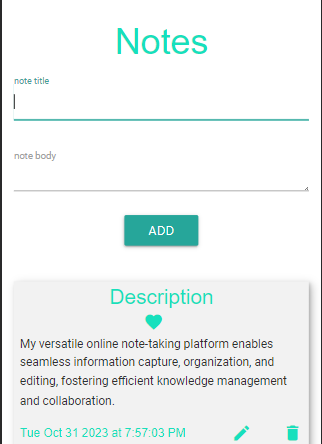 Notes
note title
note body
ADD
Description
My versatile online note-taking platform enables
seamless information capture, organization, and
editing, fostering efficient knowledge management
and collaboration.
Tue Oct 31 2023 at 7:57:03 PM